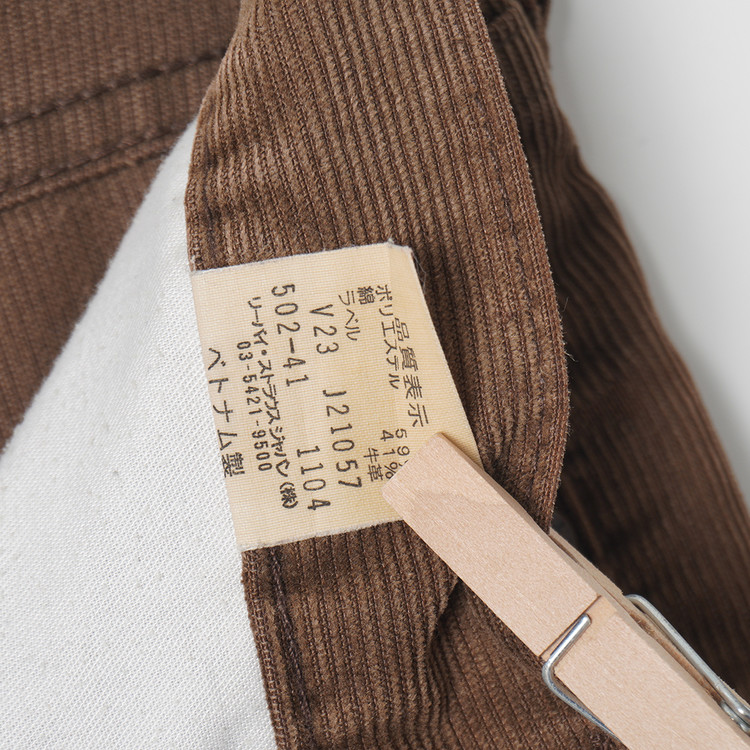 品質表示
ポリエステル 59
綿 41%
ラベル 牛革
V23 J21057
502-41 1104
リーバイ・ストラウス ジャパン(株)
03-5421-9500
ベトナム製